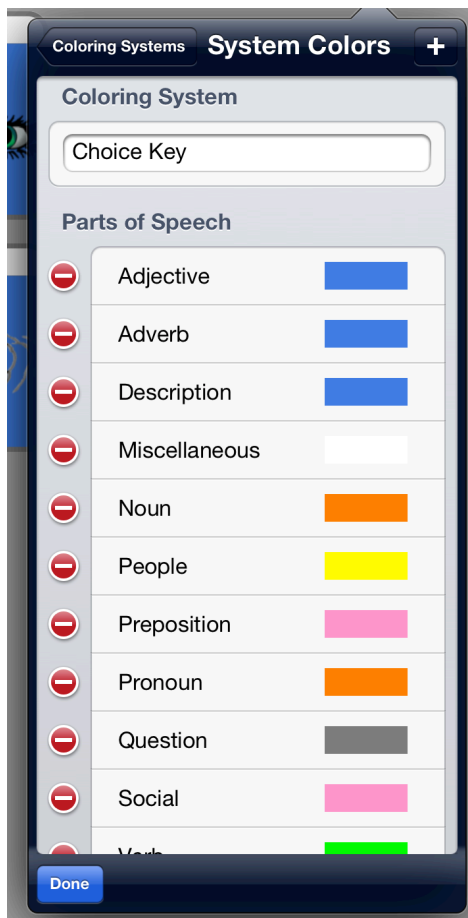 Coloring Systems System Colors +
Coloring System
Choice Key
Parts of Speech
Adjective
Adverb
Description
Miscellaneous
Noun
People
Preposition
Pronoun
Question
Social
Verb
Done